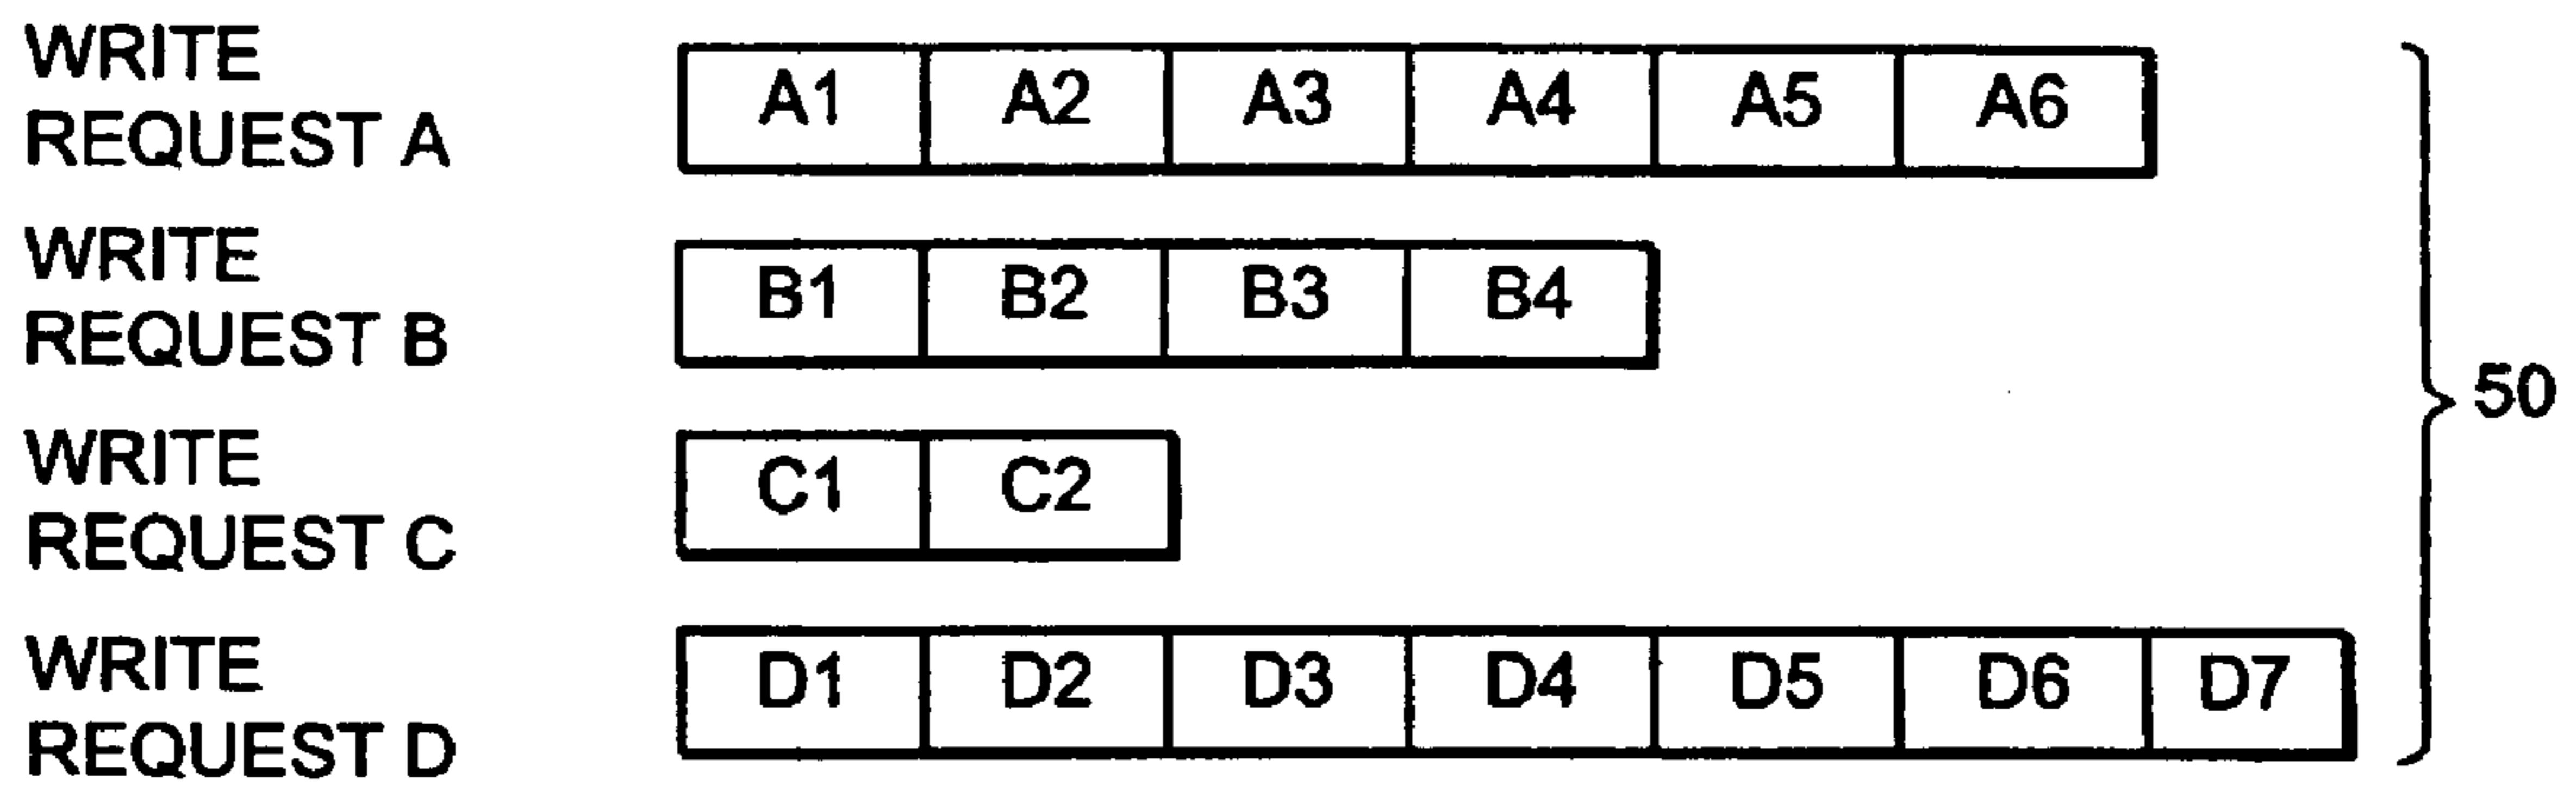 WRITE
REQUEST A
A1 A2 A3 A4 A5 A6
WRITE
REQUEST B
B1 B2 B3 B4
WRITE
REQUEST C
C1 C2
WRITE
REQUEST D
D1 D2 D3 D4 D5 D6 D7
50